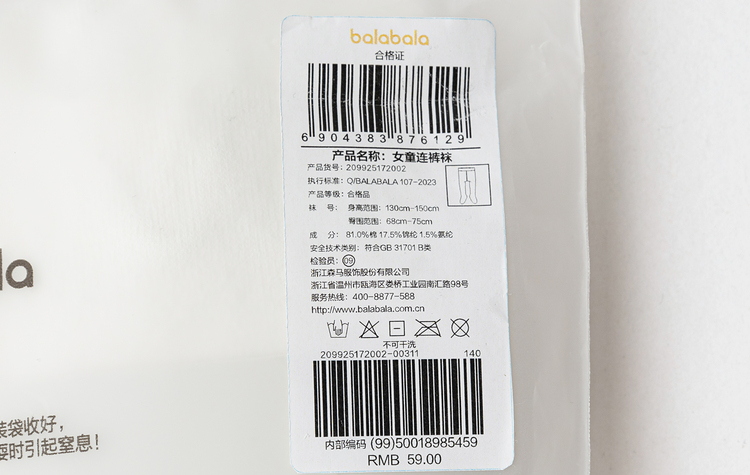 balabala
合格证
6 904383 876129
产品名称：女童连裤袜
产品货号：209925172002
执行标准：Q/BALABALA 107-2023
产品等级：合格品
袜 号：身高范围：130cm-150cm
臀围范围：68cm-75cm
成 分：81.0%棉 17.5%锦纶 1.5%氨纶
安全技术类别：符合GB 31701 B类
检验员：09
浙江森马服饰股份有限公司
浙江省温州市瓯海区娄桥工业园南汇路98号
服务热线：400-8877-588
http://www.balabala.com.cn
不可干洗
209925172002-00311 140
内部编码 (99)50018985459
RMB 59.00
la
装袋收好，
耍时引起窒息！